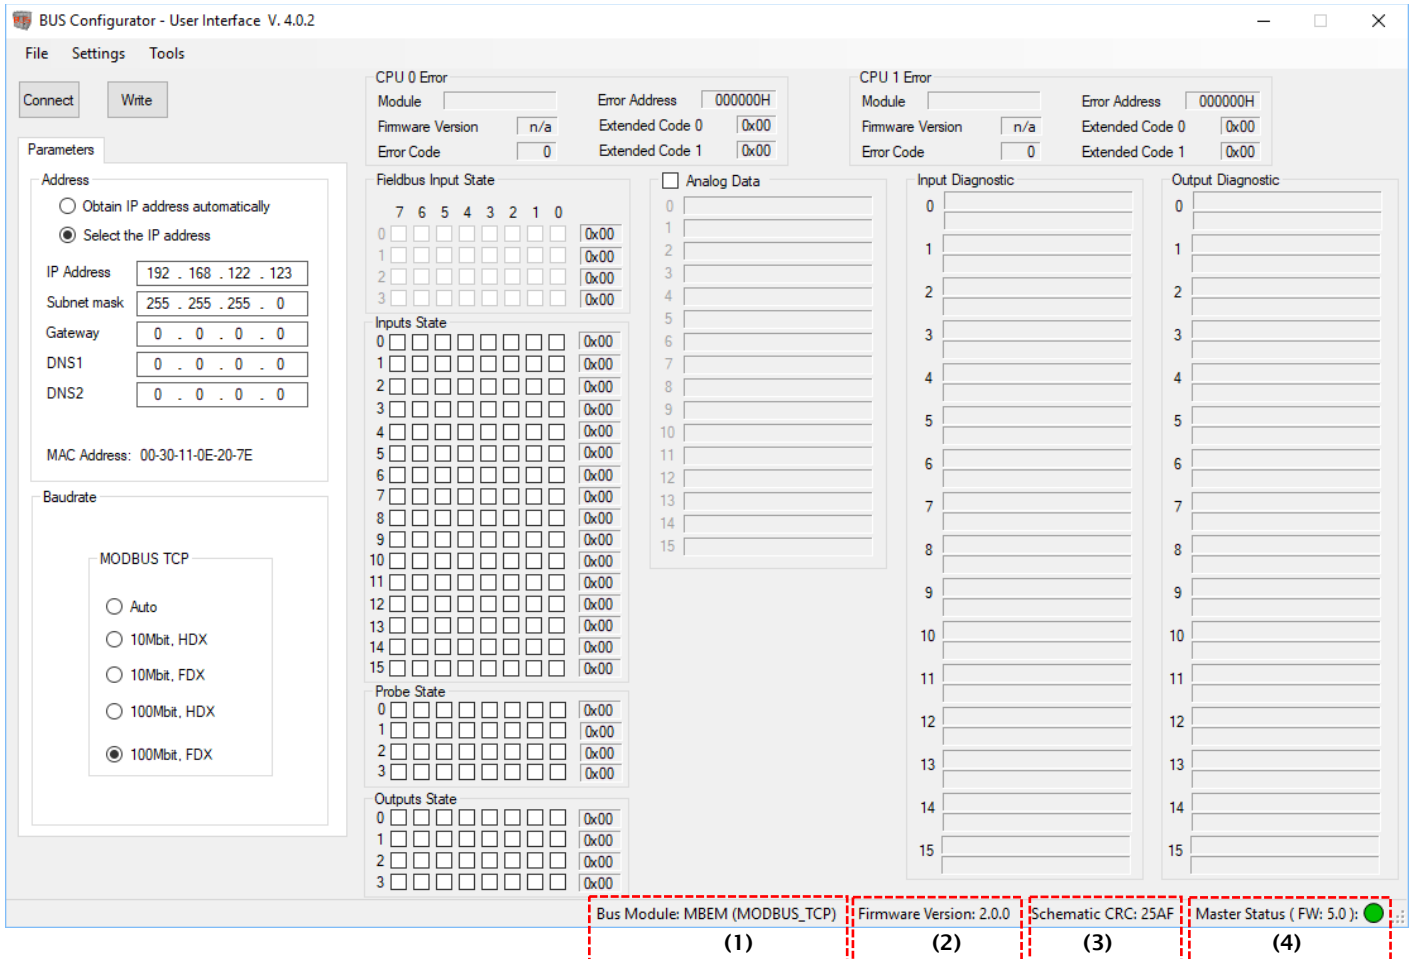 BUS Configurator - User Interface V. 4.0.2
File Settings Tools
Connect Write
Parameters
Address
Obtain IP address automatically
Select the IP address
IP Address 192 . 168 . 122 . 123
Subnet mask 255 . 255 . 255 . 0
Gateway 0 . 0 . 0 . 0
DNS1 0 . 0 . 0 . 0
DNS2 0 . 0 . 0 . 0
MAC Address: 00-30-11-0E-20-7E
Baudrate
MODBUS TCP
Auto
10Mbit, HDX
10Mbit, FDX
100Mbit, HDX
100Mbit, FDX
CPU 0 Error
Module Error Address 000000H
Firmware Version n/a Extended Code 0 0x00
Error Code 0 Extended Code 1 0x00
CPU 1 Error
Module Error Address 000000H
Firmware Version n/a Extended Code 0 0x00
Error Code 0 Extended Code 1 0x00
Fieldbus Input State
7 6 5 4 3 2 1 0
0 0x00
1 0x00
2 0x00
3 0x00
Inputs State
0 0x00
1 0x00
2 0x00
3 0x00
4 0x00
5 0x00
6 0x00
7 0x00
8 0x00
9 0x00
10 0x00
11 0x00
12 0x00
13 0x00
14 0x00
15 0x00
Probe State
0 0x00
1 0x00
2 0x00
3 0x00
Outputs State
0 0x00
1 0x00
2 0x00
3 0x00
Analog Data
0
1
2
3
4
5
6
7
8
9
10
11
12
13
14
15
Input Diagnostic
0
1
2
3
4
5
6
7
8
9
10
11
12
13
14
15
Output Diagnostic
0
1
2
3
4
5
6
7
8
9
10
11
12
13
14
15
Bus Module: MBEM (MODBUS_TCP) Firmware Version: 2.0.0 Schematic CRC: 25AF Master Status ( FW: 5.0 ):
(1) (2) (3) (4)